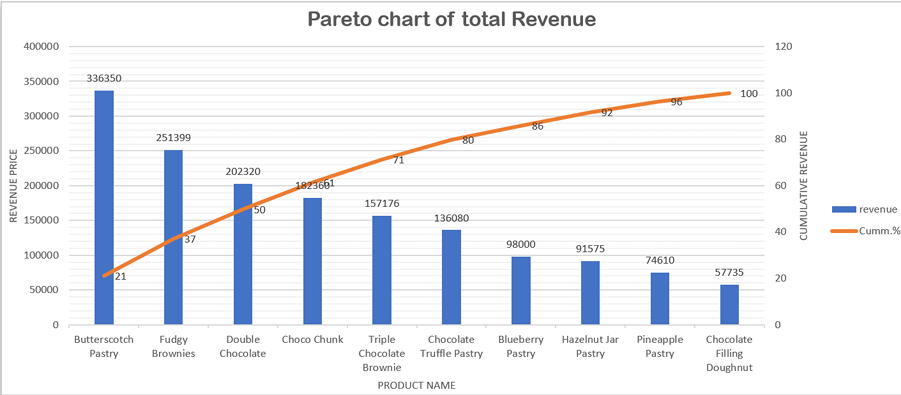 Pareto chart of total Revenue
400000
350000
300000
250000
200000
150000
100000
50000
0
REVENUE PRICE
120
100
80
60
40
20
0
CUMULATIVE REVENUE
336350
251399
202320
182360
157176
136080
98000
91575
74610
57735
21
37
50
61
71
80
86
92
96
100
Butterscotch
Pastry
Fudgy
Brownies
Double
Chocolate
Choco Chunk
Triple
Chocolate
Brownie
Chocolate
Truffle Pastry
Blueberry
Pastry
Hazelnut Jar
Pastry
Pineapple
Pastry
Chocolate
Filling
Doughnut
PRODUCT NAME
revenue
Cumm.%